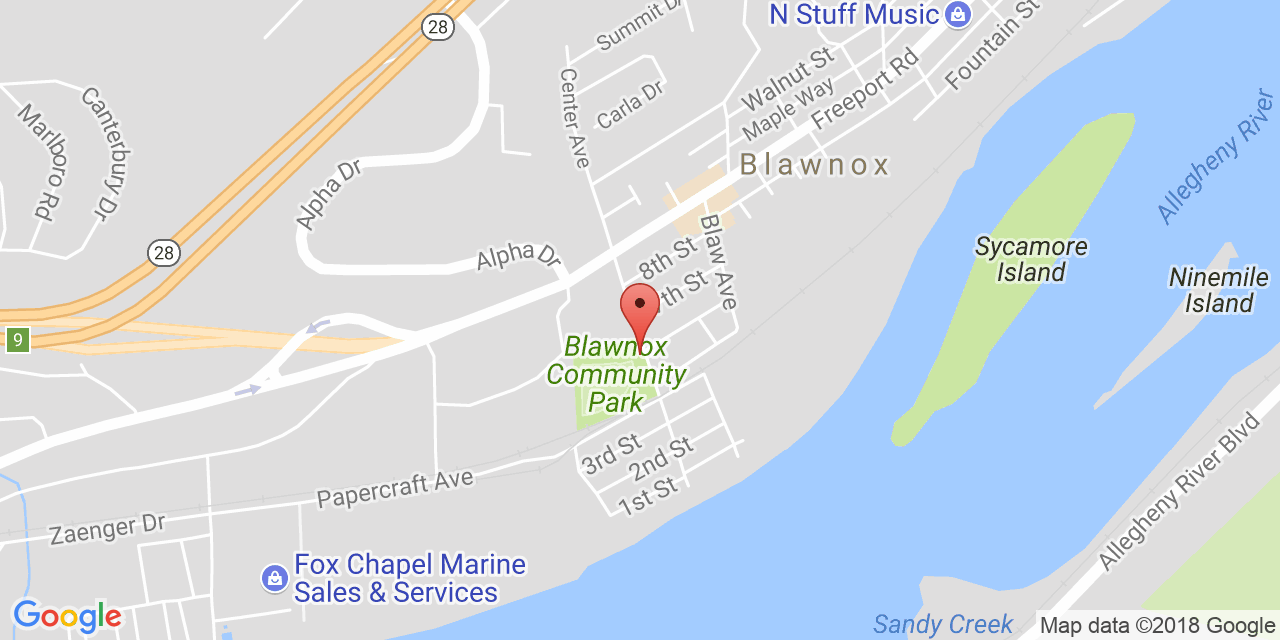 N Stuff Music
28
Summit Dr
Fountain St
Center Ave
Walnut St
Carla Dr
Maple Way
Freeport Rd
Canterbury Dr
Marlboro Rd
Allegheny River
Blawnox
Alpha Dr
28
Alpha Dr
8th St
Blaw Ave
Sycamore
Island
Ninemile
Island
7th St
9
Blawnox
Community
Park
3rd St
2nd St
1st St
Papercraft Ave
Zaenger Dr
Allegheny River Blvd
Fox Chapel Marine
Sales & Services
Google
Sandy Creek
Map data ©2018 Google